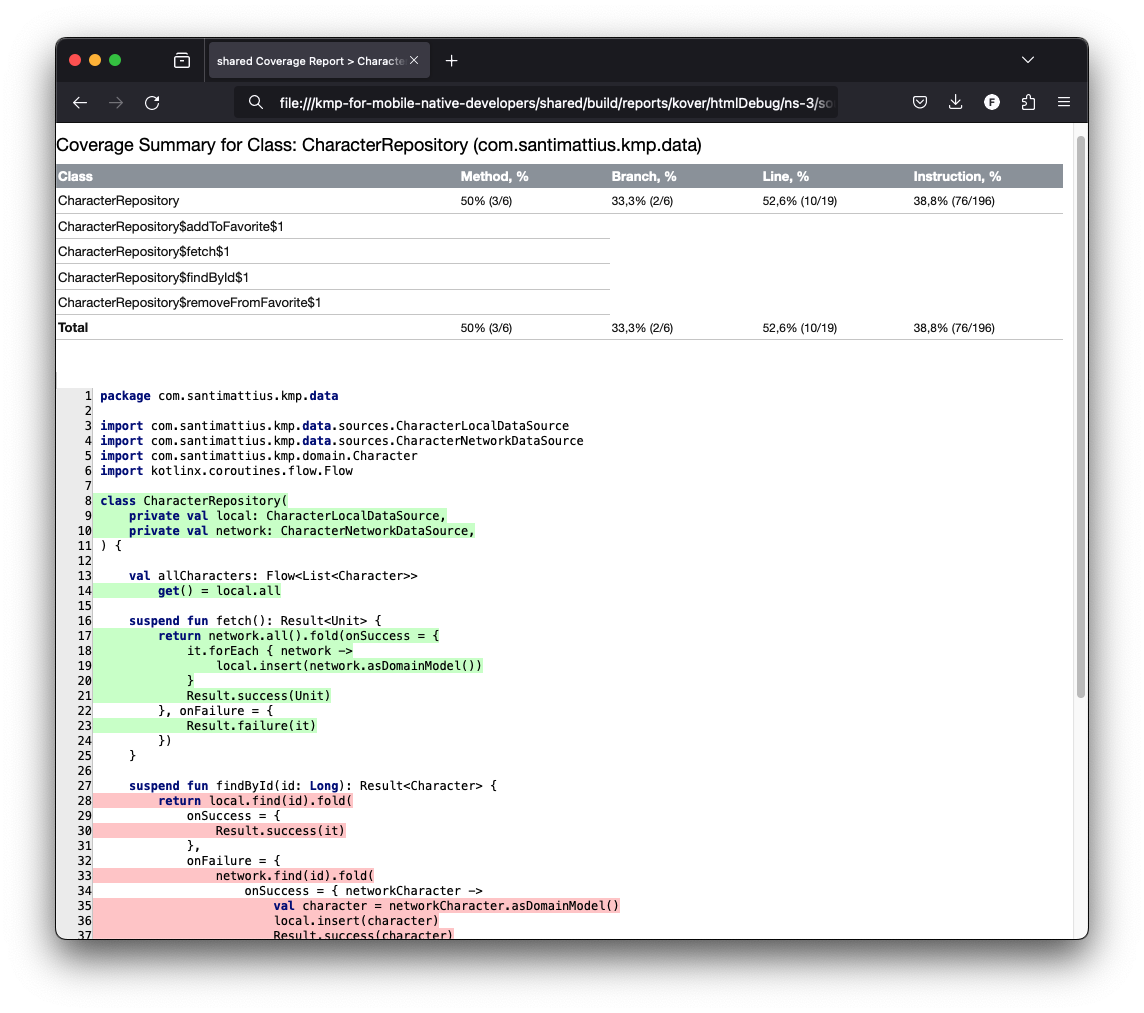 shared Coverage Report > Characte
file:///kmp-for-mobile-native-developers/shared/build/reports/kover/htmlDebug/ns-3/so
F
Coverage Summary for Class: CharacterRepository (com.santimattius.kmp.data)
Class Method, % Branch, % Line, % Instruction, %
CharacterRepository 50% (3/6) 33,3% (2/6) 52,6% (10/19) 38,8% (76/196)
CharacterRepository$addToFavorite$1
CharacterRepository$fetch$1
CharacterRepository$findById$1
CharacterRepository$removeFromFavorite$1
Total 50% (3/6) 33,3% (2/6) 52,6% (10/19) 38,8% (76/196)
1 package com.santimattius.kmp.data
2
3 import com.santimattius.kmp.data.sources.CharacterLocalDataSource
4 import com.santimattius.kmp.data.sources.CharacterNetworkDataSource
5 import com.santimattius.kmp.domain.Character
6 import kotlinx.coroutines.flow.Flow
7
8 class CharacterRepository(
9     private val local: CharacterLocalDataSource,
10     private val network: CharacterNetworkDataSource,
11 ) {
12
13     val allCharacters: Flow<List<Character>>
14         get() = local.all
15
16     suspend fun fetch(): Result<Unit> {
17         return network.all().fold(onSuccess = {
18             it.forEach { network ->
19                 local.insert(network.asDomainModel())
20             }
21             Result.success(Unit)
22         }, onFailure = {
23             Result.failure(it)
24         })
25     }
26
27     suspend fun findById(id: Long): Result<Character> {
28         return local.find(id).fold(
29             onSuccess = {
30                 Result.success(it)
31             },
32             onFailure = {
33                 network.find(id).fold(
34                     onSuccess = { networkCharacter ->
35                         val character = networkCharacter.asDomainModel()
36                         local.insert(character)
37                         Result.success(character)